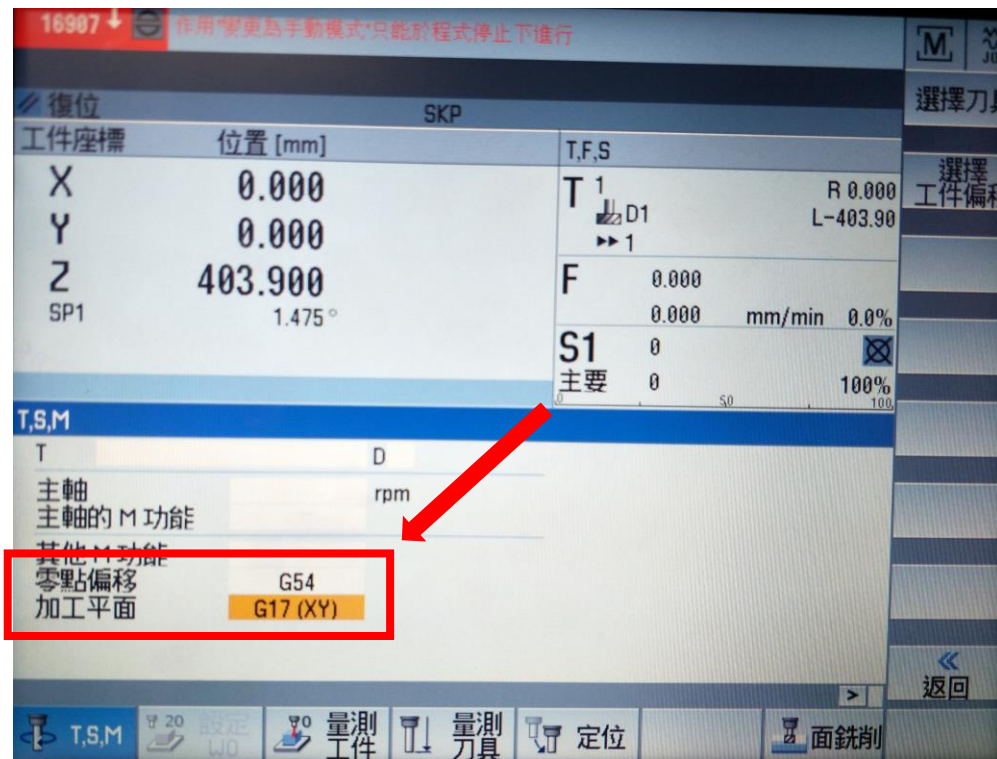 16907
作用"變更為手動模式"只能於程式停止下進行
M
復位
SKP
選擇刀具
工件座標 位置 [mm]
T,F,S
選擇
工件偏移
X 0.000
T 1 R 0.000
D1 L-403.90
Y 0.000
1
Z 403.900
F 0.000
SP1 1.475°
0.000 mm/min 0.0%
S1 0
主要 0 100%
0 50 100
T,S,M
T D
主軸 rpm
主軸的 M 功能
其他 M 功能
零點偏移 G54
加工平面 G17 (XY)
返回
>
T,S,M
20 設定
W0
量測
工件
量測
刀具
定位
面銑削